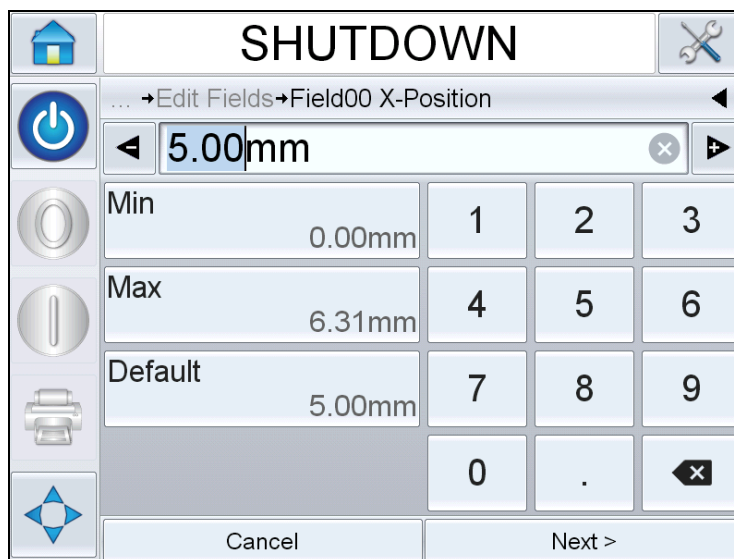 SHUTDOWN
... →Edit Fields→Field00 X-Position
5.00mm
Min
0.00mm
1 2 3
Max
6.31mm
4 5 6
Default
5.00mm
7 8 9
0 .
Cancel
Next >